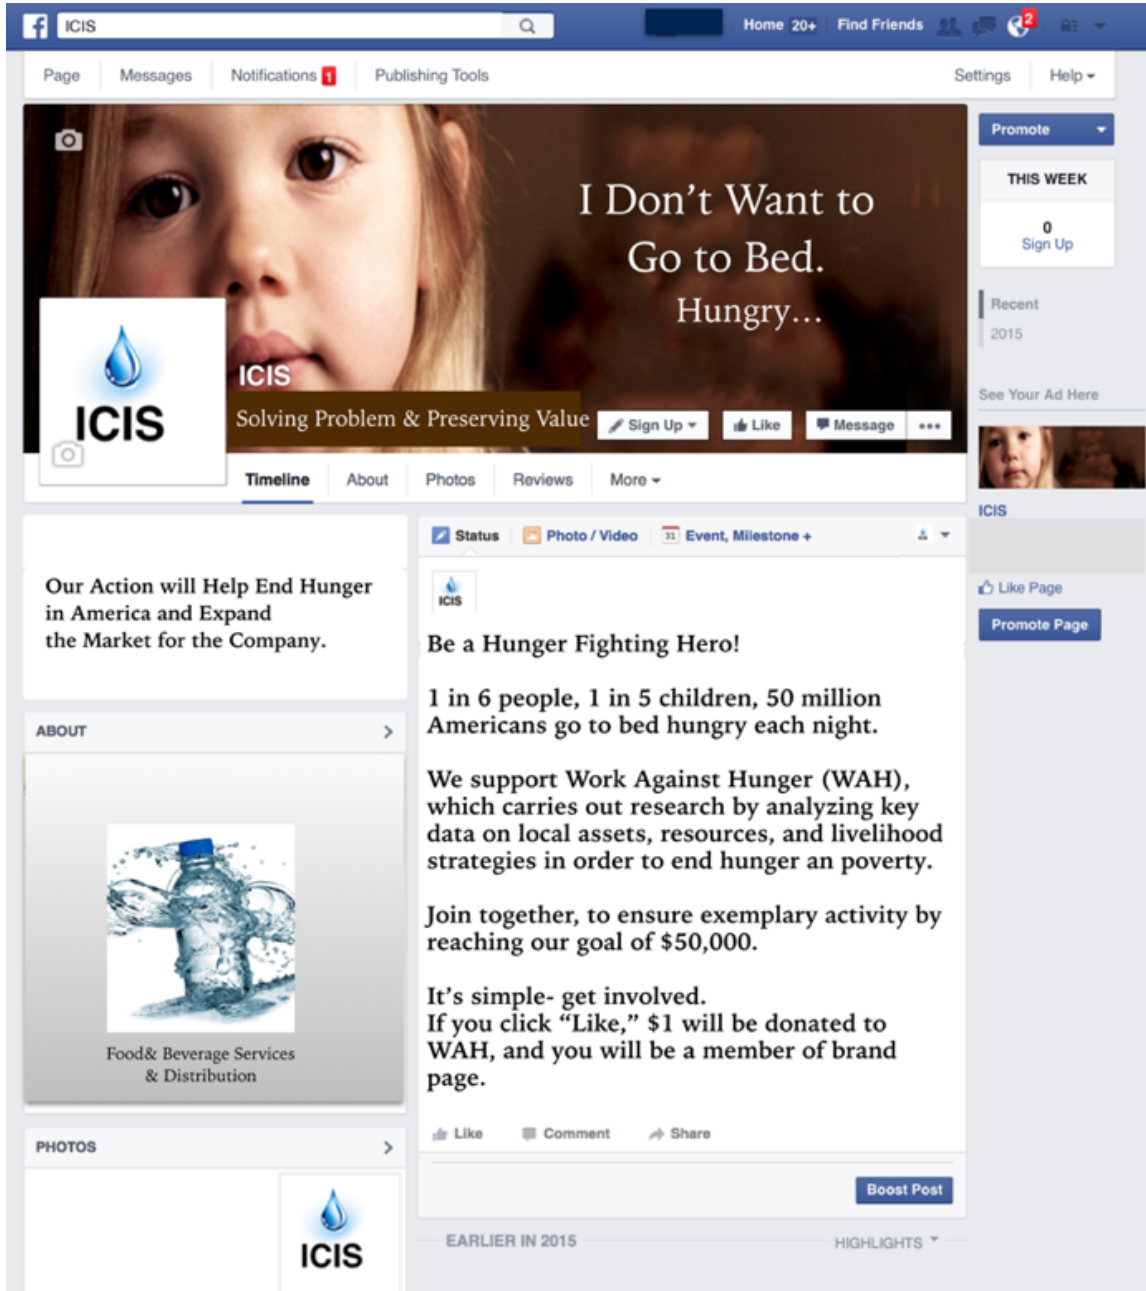 ICIS
Home 20+
Find Friends
2
Page
Messages
Notifications 1
Publishing Tools
Settings
Help
I Don't Want to
Go to Bed.
Hungry...
ICIS
ICIS
Solving Problem & Preserving Value
Sign Up
Like
Message
Promote
THIS WEEK
0
Sign Up
Recent
2015
See Your Ad Here
ICIS
Like Page
Promote Page
Timeline
About
Photos
Reviews
More
Our Action will Help End Hunger
in America and Expand
the Market for the Company.
ABOUT
Food& Beverage Services
& Distribution
PHOTOS
ICIS
Status
Photo / Video
31
Event, Milestone +
ICIS
Be a Hunger Fighting Hero!
1 in 6 people, 1 in 5 children, 50 million
Americans go to bed hungry each night.
We support Work Against Hunger (WAH),
which carries out research by analyzing key
data on local assets, resources, and livelihood
strategies in order to end hunger an poverty.
Join together, to ensure exemplary activity by
reaching our goal of $50,000.
It's simple- get involved.
If you click “Like,” $1 will be donated to
WAH, and you will be a member of brand
page.
Like
Comment
Share
Boost Post
EARLIER IN 2015
HIGHLIGHTS